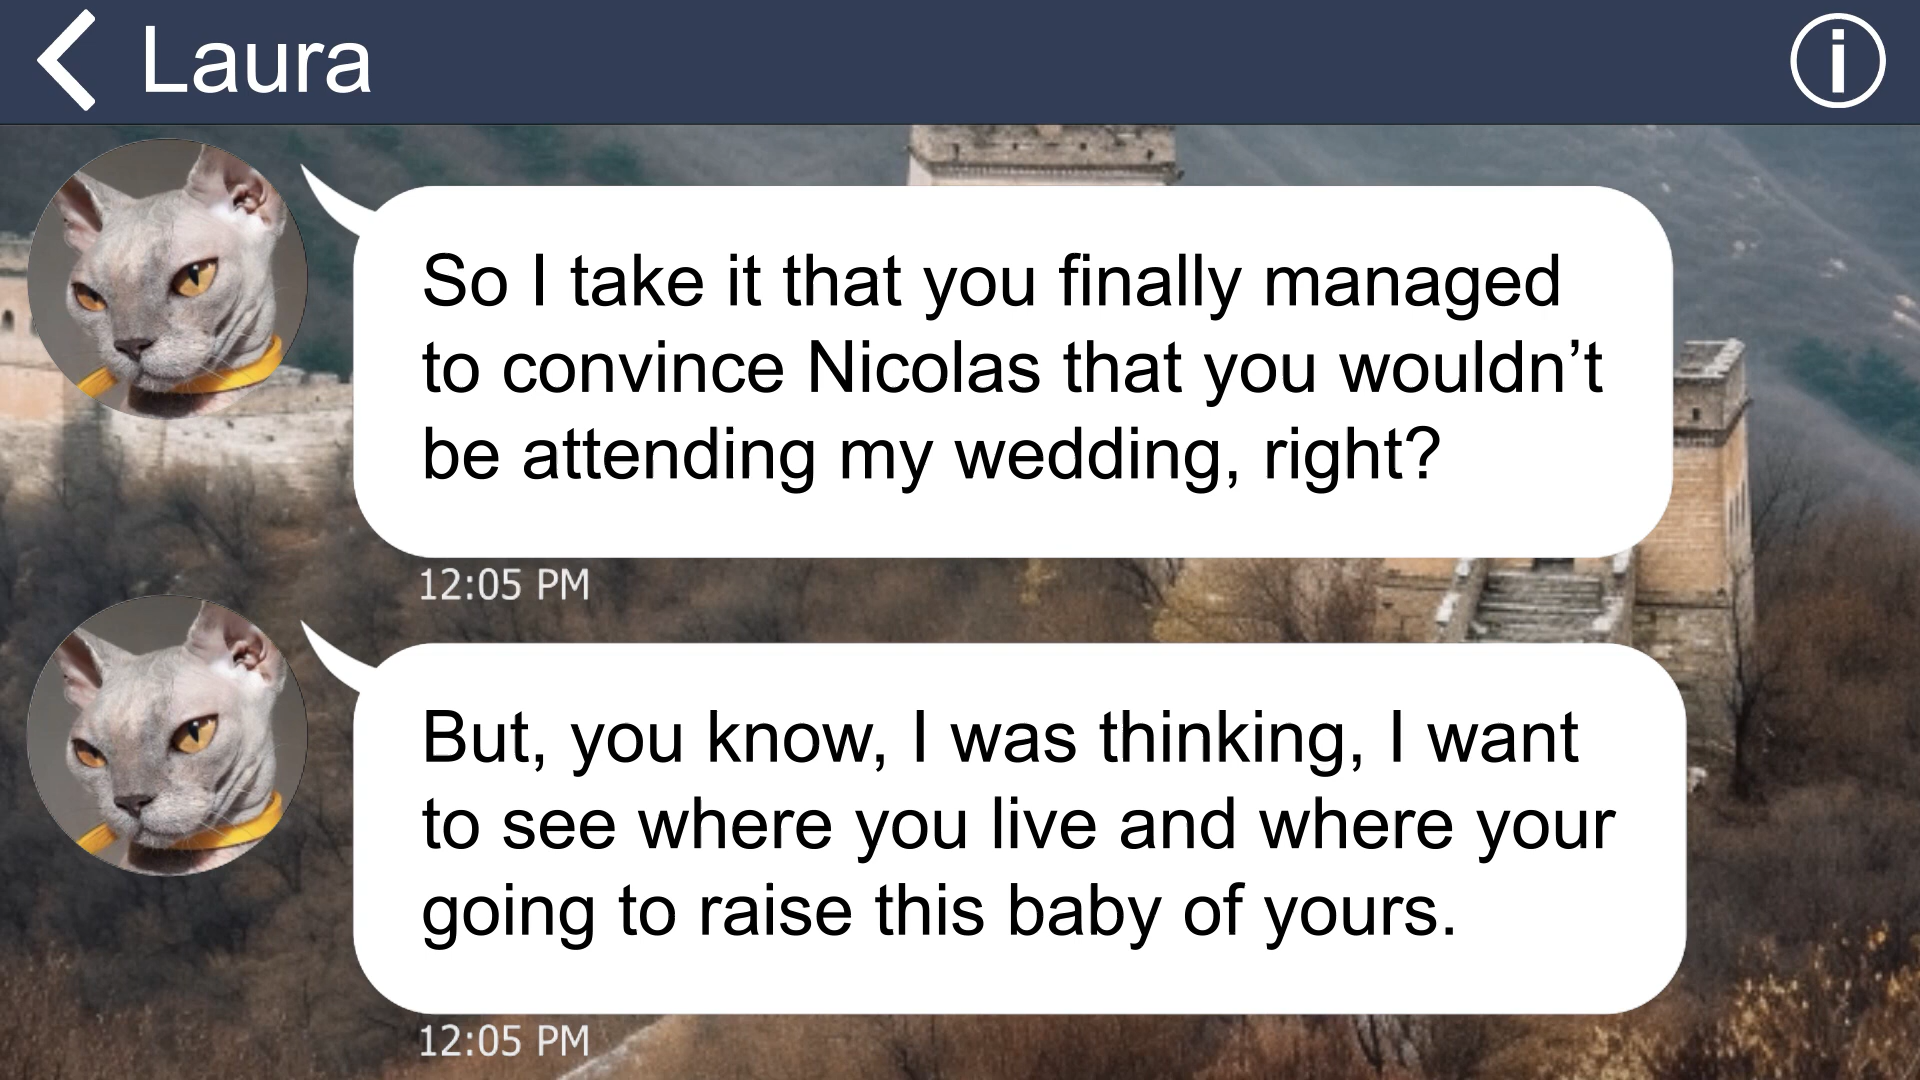 Laura
So I take it that you finally managed
to convince Nicolas that you wouldn’t
be attending my wedding, right?
12:05 PM
But, you know, I was thinking, I want
to see where you live and where your
going to raise this baby of yours.
12:05 PM